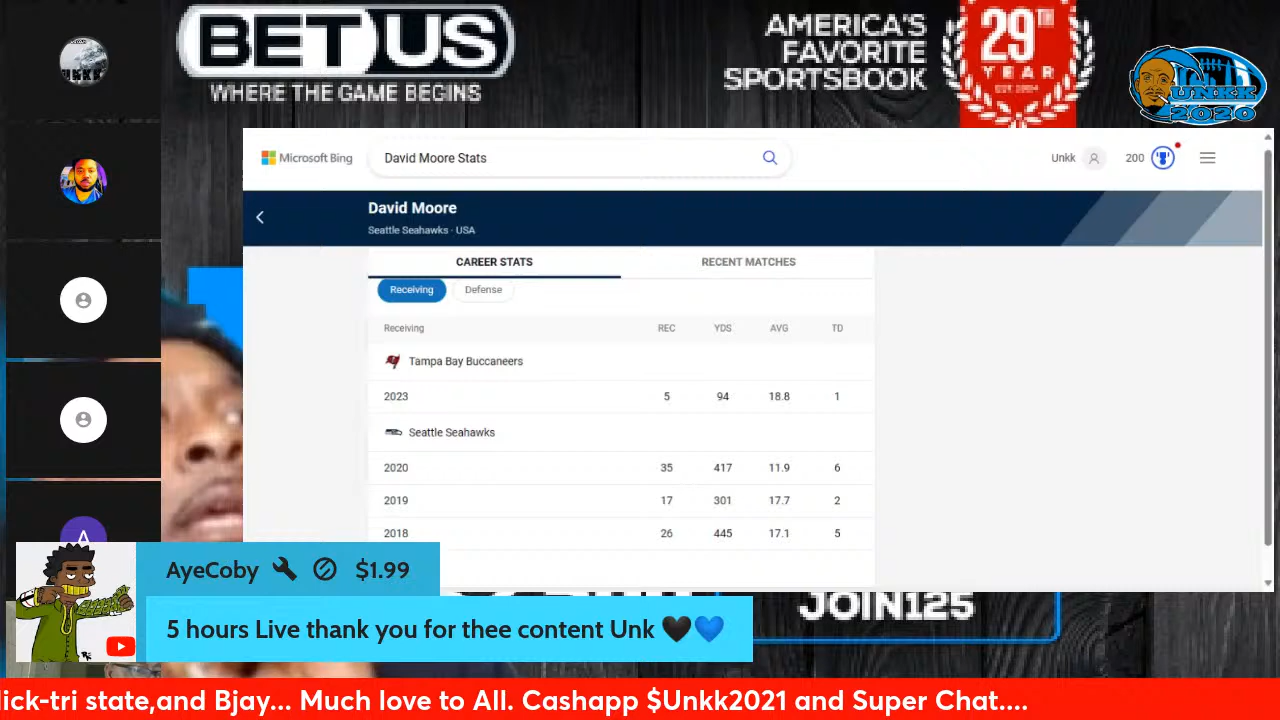 BET US
WHERE THE GAME BEGINS
AMERICA'S
FAVORITE
SPORTSBOOK
29TH
YEAR
UNKK
2020
UNKK
Microsoft Bing
David Moore Stats
Unkk
200
David Moore
Seattle Seahawks · USA
CAREER STATS
RECENT MATCHES
Receiving
Defense
Receiving REC YDS AVG TD
Tampa Bay Buccaneers
2023 5 94 18.8 1
Seattle Seahawks
2020 35 417 11.9 6
2019 17 301 17.7 2
2018 26 445 17.1 5
A
AyeCoby $1.99
5 hours Live thank you for thee content Unk 🖤💙
JOIN125
lick-tri state,and Bjay... Much love to All. Cashapp $Unkk2021 and Super Chat....